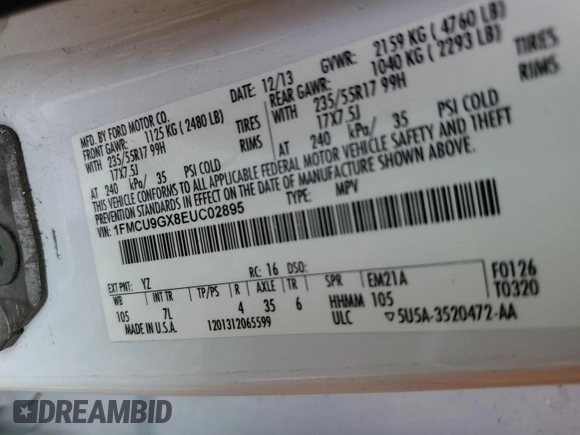 MFD. BY FORD MOTOR CO.
DATE: 12/13
GVWR: 2159 KG ( 4760 LB)
FRONT GAWR: 1125 KG ( 2480 LB)
REAR GAWR: 1040 KG ( 2293 LB)
WITH 235/55R17 99H TIRES
WITH 235/55R17 99H TIRES
17X7.5J RIMS
17X7.5J RIMS
AT 240 kPa/ 35 PSI COLD
AT 240 kPa/ 35 PSI COLD
THIS VEHICLE CONFORMS TO ALL APPLICABLE FEDERAL MOTOR VEHICLE SAFETY AND THEFT
PREVENTION STANDARDS IN EFFECT ON THE DATE OF MANUFACTURE SHOWN ABOVE.
VIN: 1FMCU9GX8EUC02895
TYPE: MPV
F0126
T0320
EXT PNT: YZ RC: 16 DSO:
WB INT TR TP/PS R AXLE TR SPR EM21A
105 7L 4 35 6 HHMM 105
MADE IN U.S.A. 1201312065599 ULC ▽5U5A-3520472-AA
DREAMBID